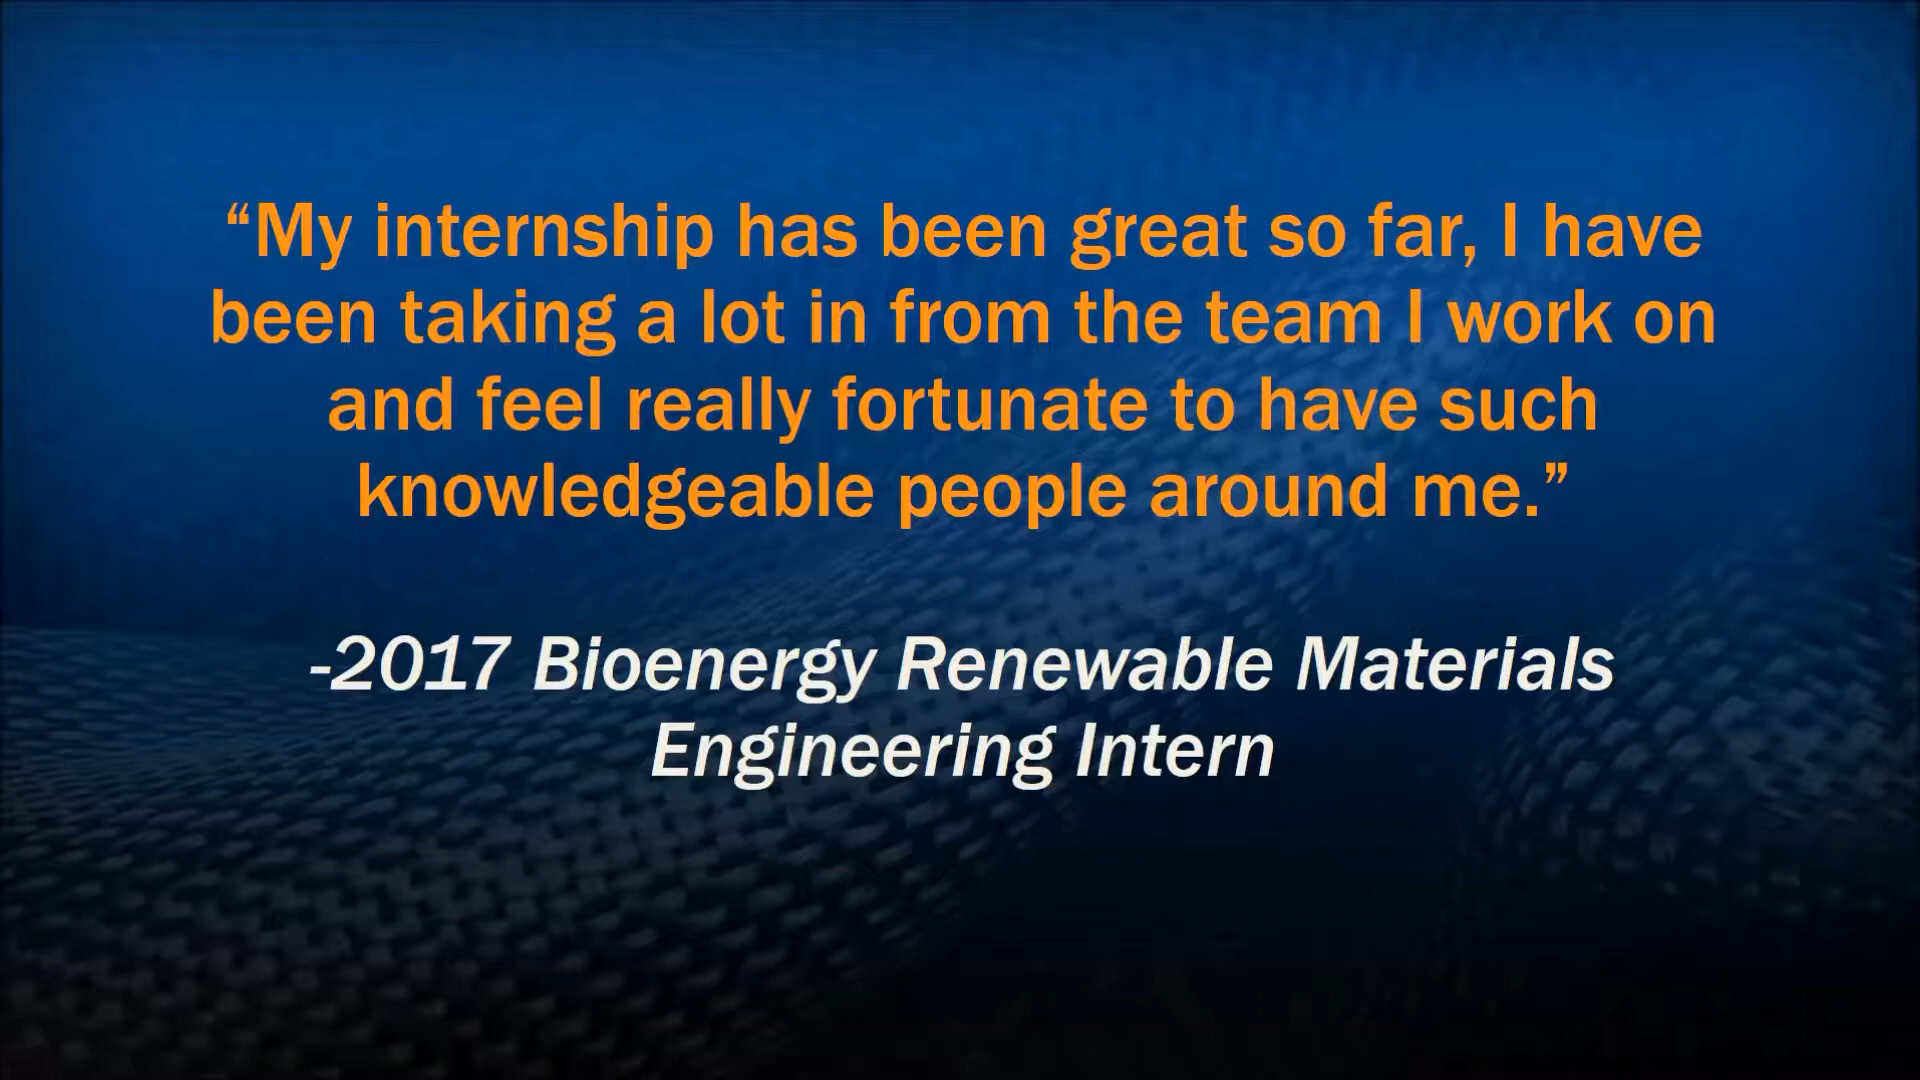 “My internship has been great so far, I have
been taking a lot in from the team I work on
and feel really fortunate to have such
knowledgeable people around me.”
-2017 Bioenergy Renewable Materials
Engineering Intern